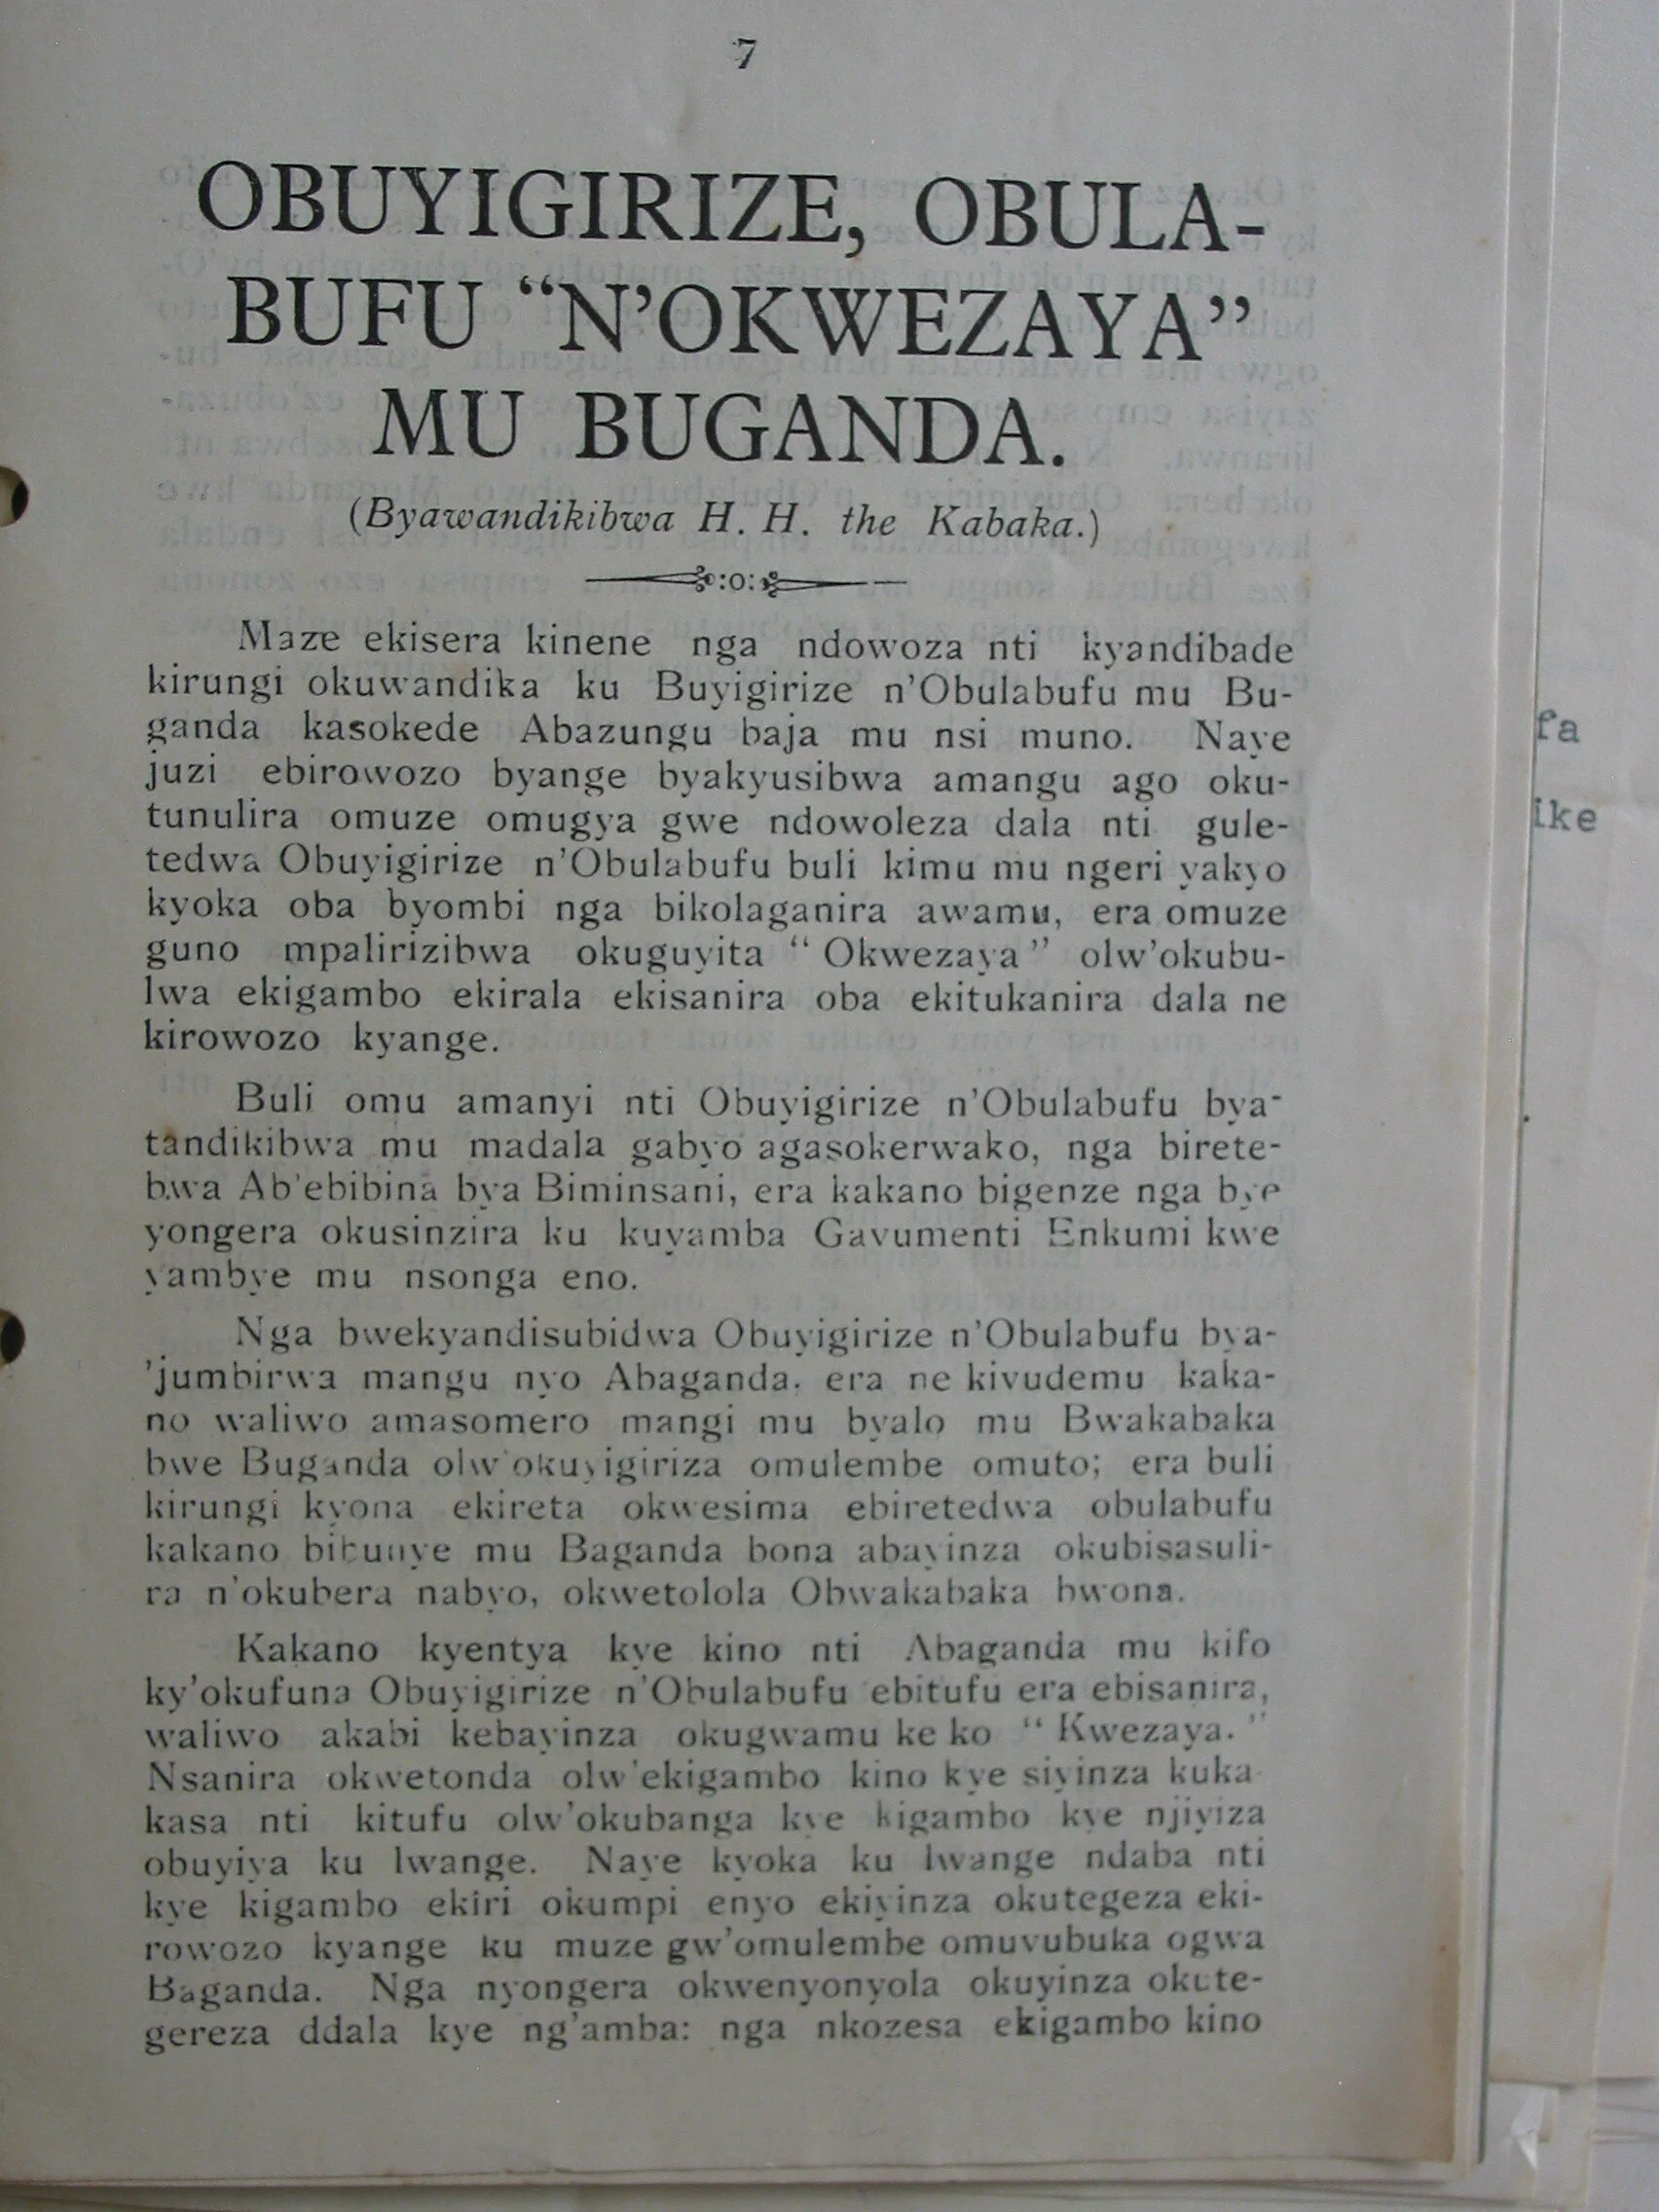 7
OBUYIGIRIZE, OBULA-
BUFU “N’OKWEZAYA”
MU BUGANDA.
(Byawandikibwa H. H. the Kabaka.)
:o:
Maze ekisera kinene nga ndowoza nti kyandibade
kirungi okuwandika ku Buyigirize n’Obulabufu mu Bu-
ganda kasokede Abazungu baja mu nsi muno. Naye
juzi ebirowozo byange byakyusibwa amangu ago oku-
tunulira omuze omugya gwe ndowoleza dala nti gule-
tedwa Obuyigirize n’Obulabufu buli kimu mu ngeri yakyo
kyoka oba byombi nga bikolaganira awamu, era omuze
guno mpalirizibwa okuguyita “ Okwezaya ” olw’okubu-
lwa ekigambo ekirala ekisanira oba ekitukanira dala ne
kirowozo kyange.
Buli omu amanyi nti Obuyigirize n’Obulabufu bya-
tandikibwa mu madala gabyo agasokerwako, nga birete-
bwa Ab’ebibina bya Biminsani, era kakano bigenze nga bye
yongera okusinzira ku kuyamba Gavumenti Enkumi kwe
yambye mu nsonga eno.
Nga bwekyandisubidwa Obuyigirize n’Obulabufu bya-
’jumbirwa mangu nyo Abaganda. era ne kivudemu kaka-
no waliwo amasomero mangi mu byalo mu Bwakabaka
bwe Buganda olw’okuyigiriza omulembe omuto; era buli
kirungi kyona ekireta okwesima ebiretedwa obulabufu
kakano bibunye mu Baganda bona abayinza okubisasuli-
ra n’okubera nabyo, okwetolola Obwakabaka bwona.
Kakano kyentya kye kino nti Abaganda mu kifo
ky’okufuna Obuyigirize n’Obulabufu ebitufu era ebisanira,
waliwo akabi kebayinza okugwamu ke ko “ Kwezaya. ”
Nsanira okwetonda olw’ekigambo kino kye siyinza kuka-
kasa nti kitufu olw’okubanga kye kigambo kye njiyiza
obuyiya ku lwange. Naye kyoka ku lwange ndaba nti
kye kigambo ekiri okumpi enyo ekiyinza okutegeza eki-
rowozo kyange ku muze gw’omulembe omuvubuka ogwa
Baganda. Nga nyongera okwenyonyola okuyinza okute-
gereza ddala kye ng’amba: nga nkozesa ekigambo kino
fa
ike